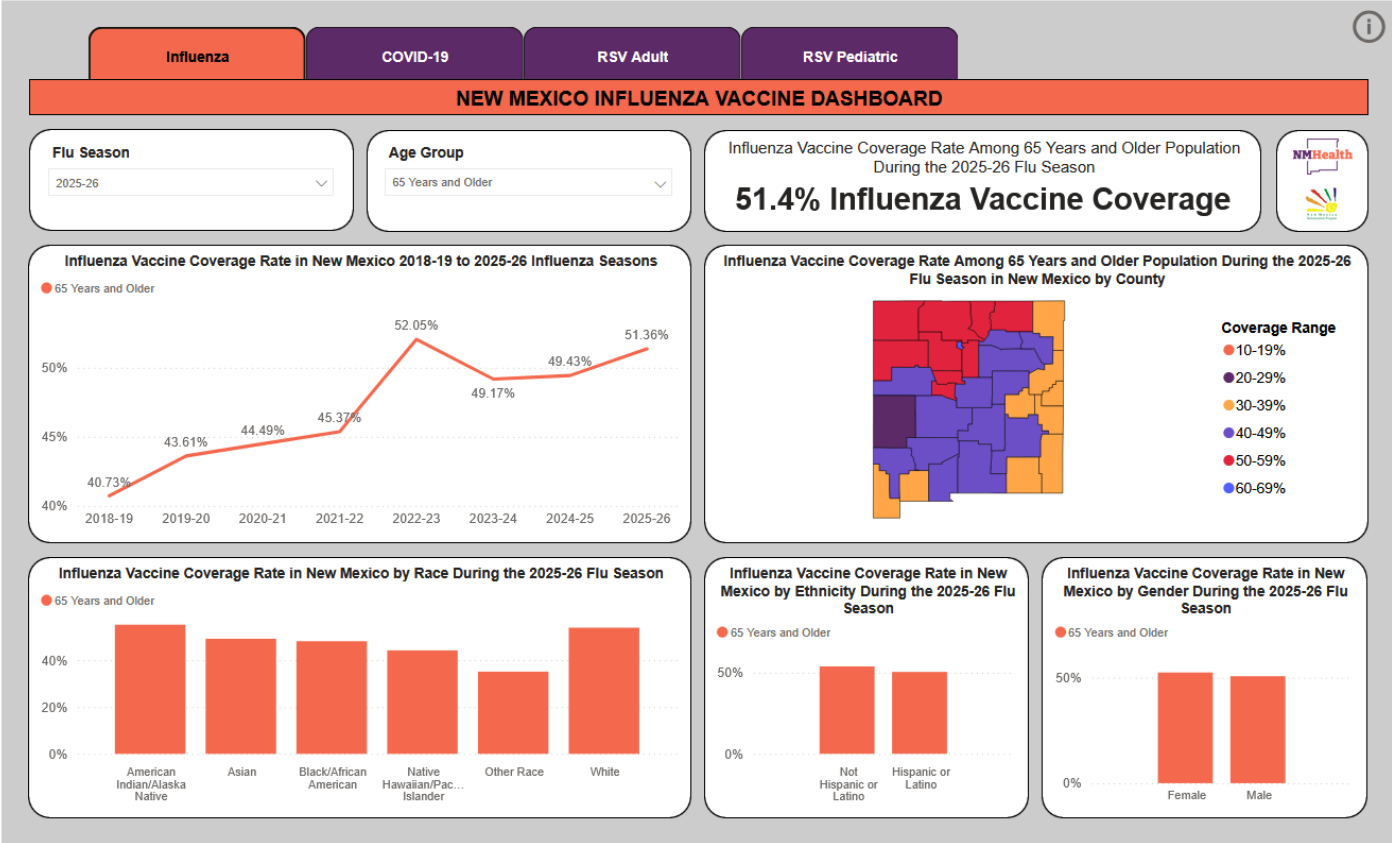 Influenza
COVID-19
RSV Adult
RSV Pediatric
NEW MEXICO INFLUENZA VACCINE DASHBOARD
Flu Season
2025-26
Age Group
65 Years and Older
Influenza Vaccine Coverage Rate Among 65 Years and Older Population
During the 2025-26 Flu Season
51.4% Influenza Vaccine Coverage
NMHealth
Influenza Vaccine Coverage Rate in New Mexico 2018-19 to 2025-26 Influenza Seasons
65 Years and Older
50%
45%
40%
40.73%
43.61%
44.49%
45.37%
52.05%
49.17%
49.43%
51.36%
2018-19
2019-20
2020-21
2021-22
2022-23
2023-24
2024-25
2025-26
Influenza Vaccine Coverage Rate Among 65 Years and Older Population During the 2025-26
Flu Season in New Mexico by County
Coverage Range
10-19%
20-29%
30-39%
40-49%
50-59%
60-69%
Influenza Vaccine Coverage Rate in New Mexico by Race During the 2025-26 Flu Season
65 Years and Older
40%
20%
0%
American
Indian/Alaska
Native
Asian
Black/African
American
Native
Hawaiian/Pac...
Islander
Other Race
White
Influenza Vaccine Coverage Rate in New
Mexico by Ethnicity During the 2025-26 Flu
Season
65 Years and Older
50%
0%
Not
Hispanic or
Latino
Hispanic or
Latino
Influenza Vaccine Coverage Rate in New
Mexico by Gender During the 2025-26 Flu
Season
65 Years and Older
50%
0%
Female
Male